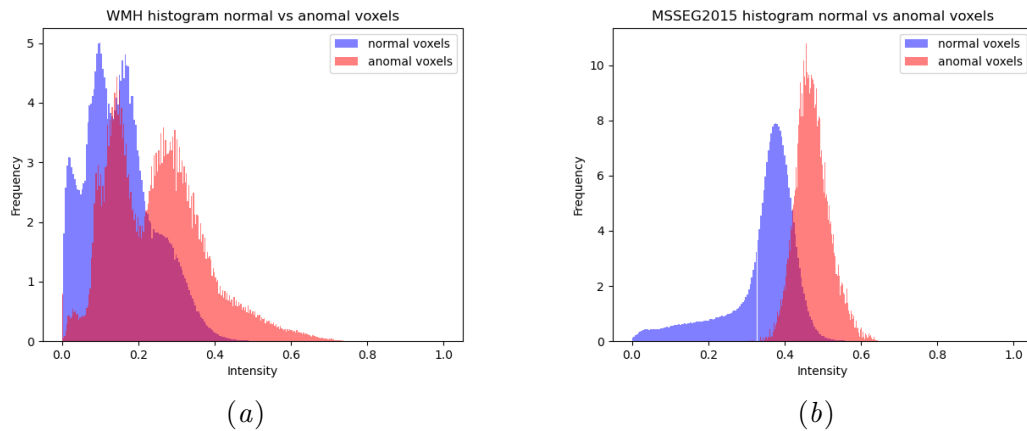 WMH histogram normal vs anomal voxels
normal voxels
anomal voxels
Frequency
5
4
3
2
1
0
0.0 0.2 0.4 0.6 0.8 1.0
Intensity
(a)
MSSEG2015 histogram normal vs anomal voxels
normal voxels
anomal voxels
Frequency
10
8
6
4
2
0
0.0 0.2 0.4 0.6 0.8 1.0
Intensity
(b)